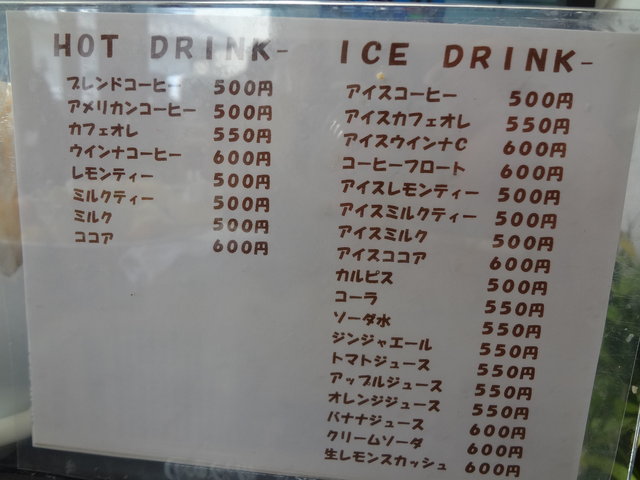 HOT DRINK-
ブレンドコーヒー 500円
アメリカンコーヒー 500円
カフェオレ 550円
ウインナコーヒー 600円
レモンティー 500円
ミルクティー 500円
ミルク 500円
ココア 600円
ICE DRINK-
アイスコーヒー 500円
アイスカフェオレ 550円
アイスウインナC 600円
コーヒーフロート 600円
アイスレモンティー 500円
アイスミルクティー 500円
アイスミルク 500円
アイスココア 600円
カルピス 500円
コーラ 550円
ソーダ水 550円
ジンジャエール 550円
トマトジュース 550円
アップルジュース 550円
オレンジジュース 550円
バナナジュース 600円
クリームソーダ 600円
生レモンスカッシュ 600円